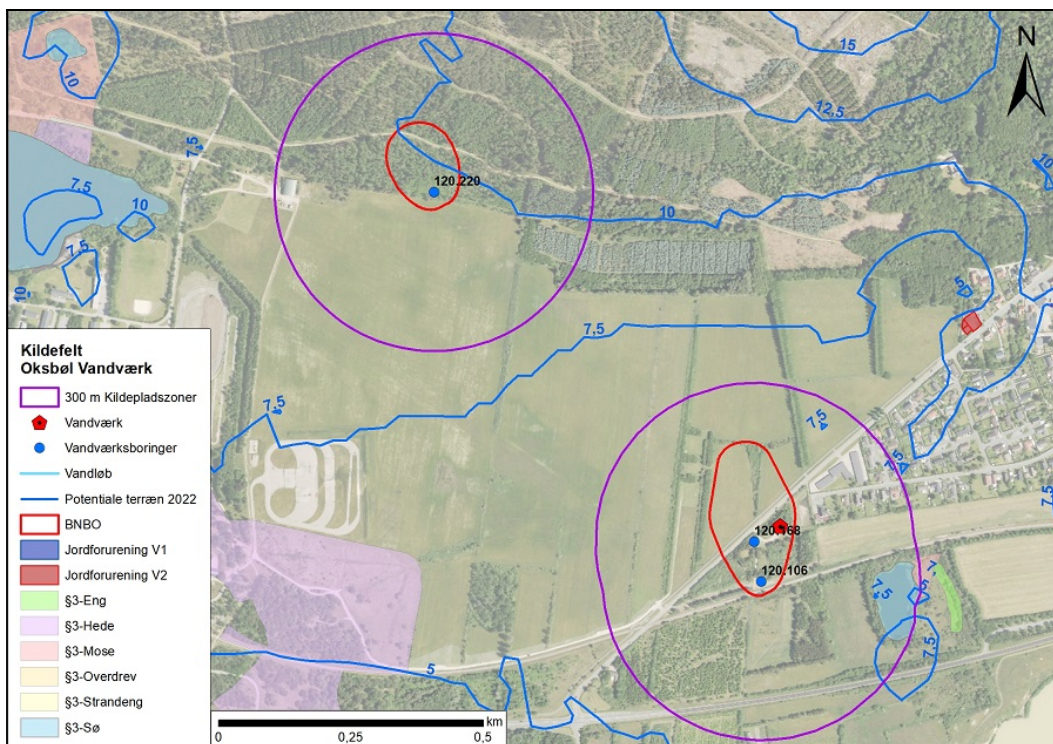 15
N
10
12,5
7,5
120.220
10
7,5
10
10
7,5
10
5
7,5
Kildefelt
Oksbøl Vandværk
300 m Kildepladszoner
Vandværk
Vandværksboringer
Vandløb
Potentiale terræn 2022
BNBO
Jordforurening V1
Jordforurening V2
§3-Eng
§3-Hede
§3-Mose
§3-Overdrev
§3-Strandeng
§3-Sø
7,5
7,5
7,5
7,5
120.168
120.106
7,5
5
7,5
5
km
0
0,25
0,5